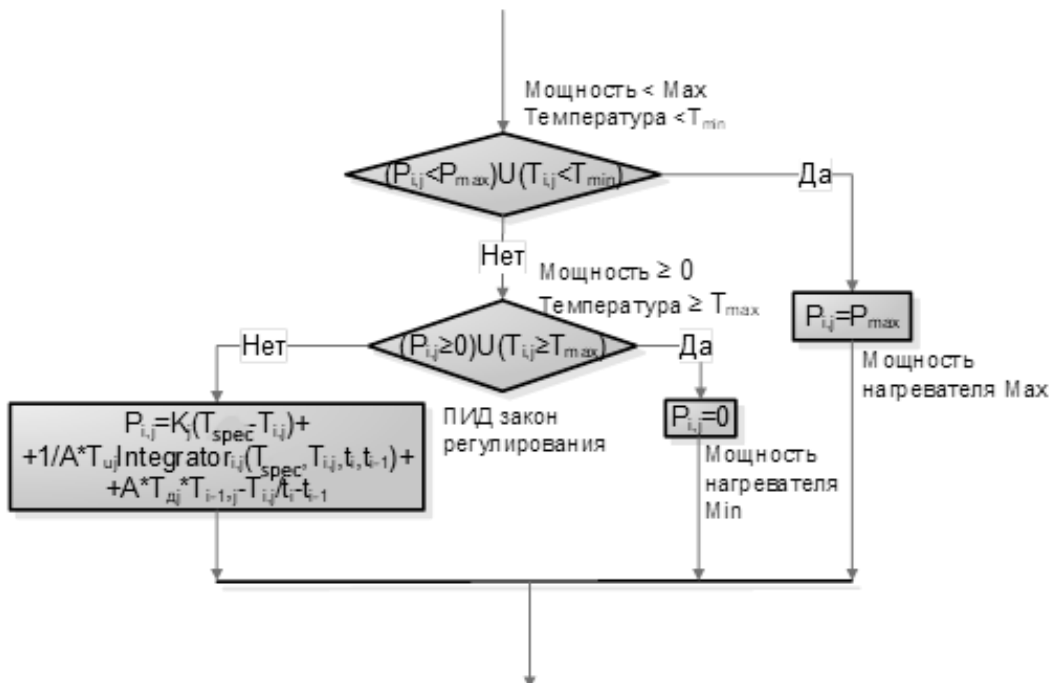 Мощность < Max
Температура <Tmin
(Pi,j<Pmax)U(Ti,j<Tmin)
Да
Нет
Мощность ≥ 0
Температура ≥ Tmax
Pi,j=Pmax
(Pi,j≥0)U(Ti,j≥Tmax)
Нет
Да
Мощность
нагревателя Max
Pi,j=Kj(Tspec-Ti,j)+
+1/A*TujIntegratori,j(Tspec,Ti,j,ti,ti-1)+
+A*Tдj*Ti-1,j-Ti,j/ti-ti-1
ПИД закон
регулирования
Pi,j=0
Мощность
нагревателя
Min